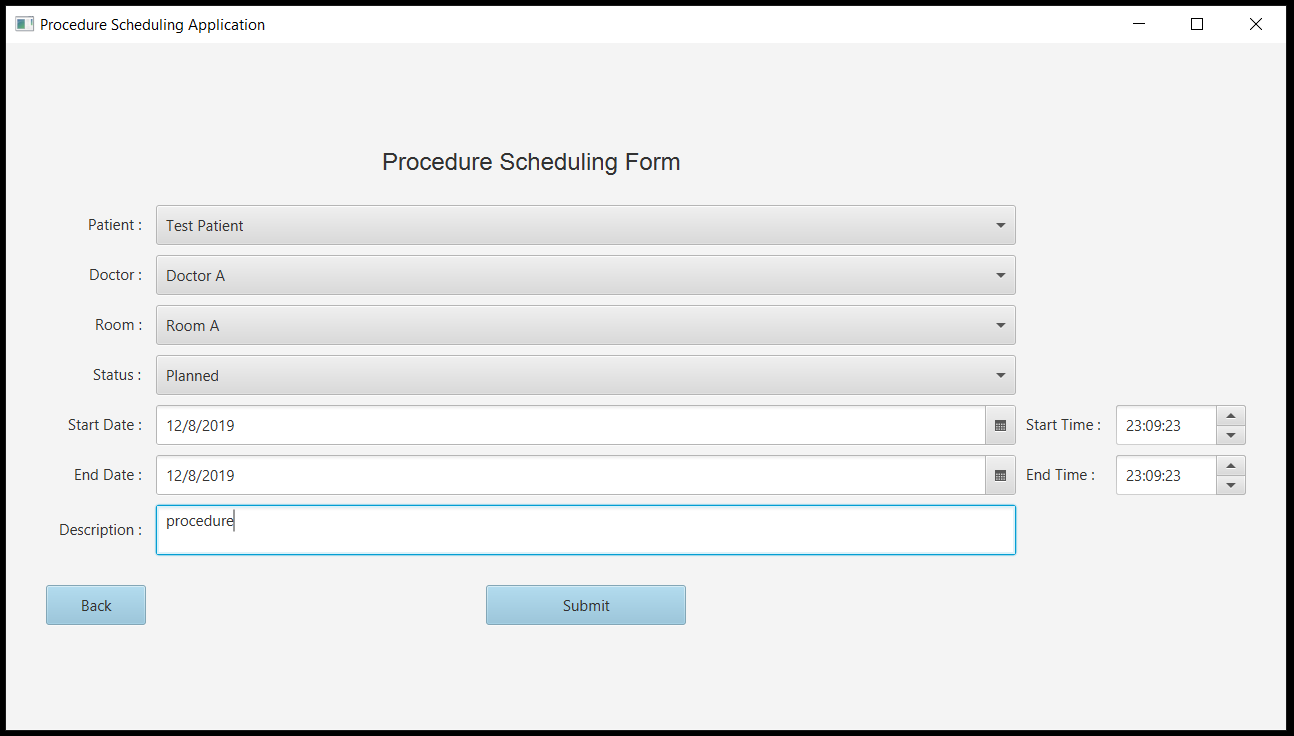 Procedure Scheduling Application
Procedure Scheduling Form
Patient : Test Patient
Doctor : Doctor A
Room : Room A
Status : Planned
Start Date : 12/8/2019 Start Time : 23:09:23
End Date : 12/8/2019 End Time : 23:09:23
Description : procedure
Back Submit